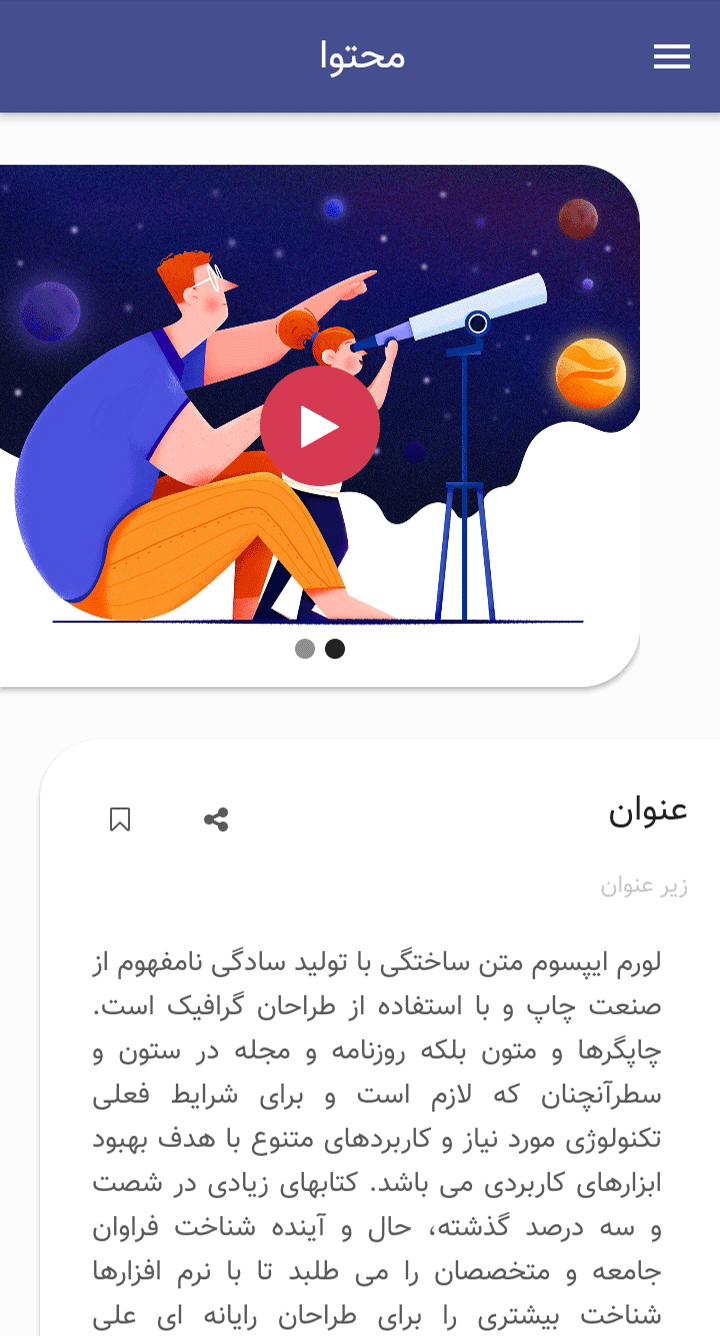 محتوا
عنوان
زیر عنوان
لورم ایپسوم متن ساختگی با تولید سادگی نامفهوم از
صنعت چاپ و با استفاده از طراحان گرافیک است.
چاپگرها و متون بلکه روزنامه و مجله در ستون و
سطرآنچنان که لازم است و برای شرایط فعلی
تکنولوژی مورد نیاز و کاربردهای متنوع با هدف بهبود
ابزارهای کاربردی می باشد. کتابهای زیادی در شصت
و سه درصد گذشته، حال و آینده شناخت فراوان
جامعه و متخصصان را می طلبد تا با نرم افزارها
شناخت بیشتری را برای طراحان رایانه ای علی